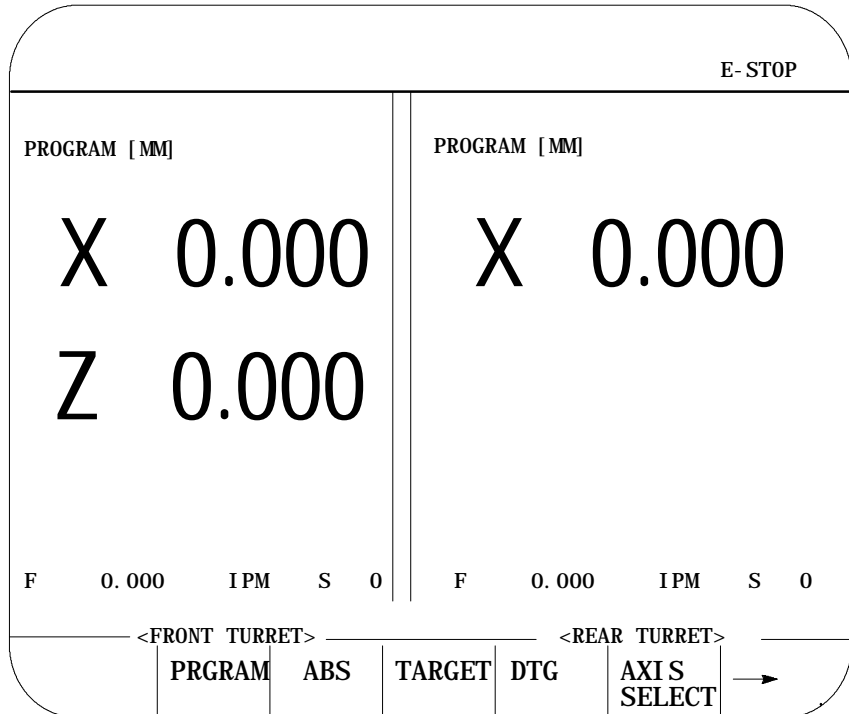 E-STOP
PROGRAM [MM]
X 0.000
Z 0.000
F 0.000 IPM S 0
PROGRAM [MM]
X 0.000
F 0.000 IPM S 0
<FRONT TURRET>
<REAR TURRET>
PRGRAM ABS TARGET DTG AXIS
SELECT